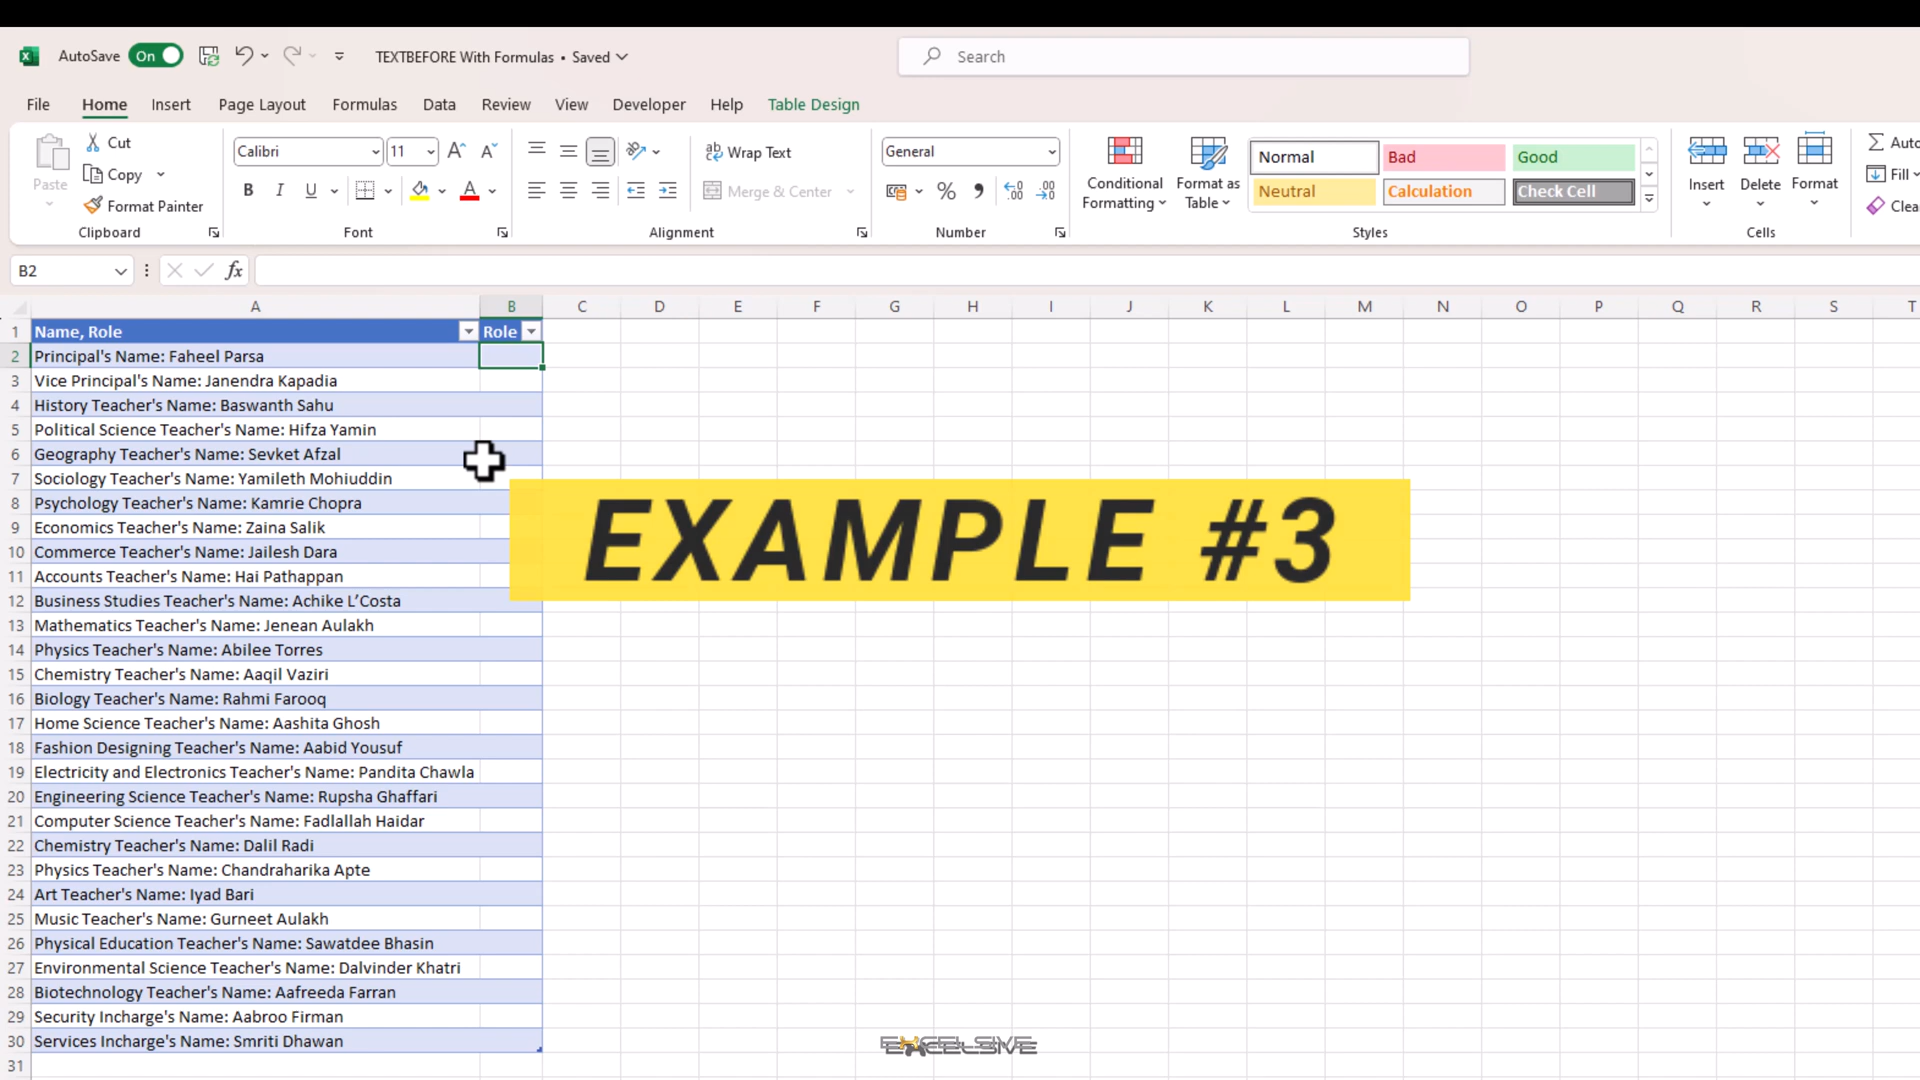 AutoSave On TEXTBEFORE With Formulas • Saved Search
File Home Insert Page Layout Formulas Data Review View Developer Help Table Design
Paste Cut Copy Format Painter Clipboard
Calibri 11 B I U A Font
Wrap Text Merge & Center Alignment
General % Number
Conditional Formatting Format as Table Normal Bad Good Neutral Calculation Check Cell Styles
Insert Delete Format Cells
Auto Fill Clea
B2 fx
A B C D E F G H I J K L M N O P Q R S T
1 Name, Role Role
2 Principal's Name: Faheel Parsa
3 Vice Principal's Name: Janendra Kapadia
4 History Teacher's Name: Baswanth Sahu
5 Political Science Teacher's Name: Hifza Yamin
6 Geography Teacher's Name: Sevket Afzal
7 Sociology Teacher's Name: Yamileth Mohiuddin
8 Psychology Teacher's Name: Kamrie Chopra
9 Economics Teacher's Name: Zaina Salik
10 Commerce Teacher's Name: Jailesh Dara
11 Accounts Teacher's Name: Hai Pathappan
12 Business Studies Teacher's Name: Achike L’Costa
13 Mathematics Teacher's Name: Jenean Aulakh
14 Physics Teacher's Name: Abilee Torres
15 Chemistry Teacher's Name: Aaqil Vaziri
16 Biology Teacher's Name: Rahmi Farooq
17 Home Science Teacher's Name: Aashita Ghosh
18 Fashion Designing Teacher's Name: Aabid Yousuf
19 Electricity and Electronics Teacher's Name: Pandita Chawla
20 Engineering Science Teacher's Name: Rupsha Ghaffari
21 Computer Science Teacher's Name: Fadlallah Haidar
22 Chemistry Teacher's Name: Dalil Radi
23 Physics Teacher's Name: Chandraharika Apte
24 Art Teacher's Name: Iyad Bari
25 Music Teacher's Name: Gurneet Aulakh
26 Physical Education Teacher's Name: Sawatdee Bhasin
27 Environmental Science Teacher's Name: Dalvinder Khatri
28 Biotechnology Teacher's Name: Aafreeda Farran
29 Security Incharge's Name: Aabroo Firman
30 Services Incharge's Name: Smriti Dhawan
31
EXAMPLE #3
EXCELSIVE